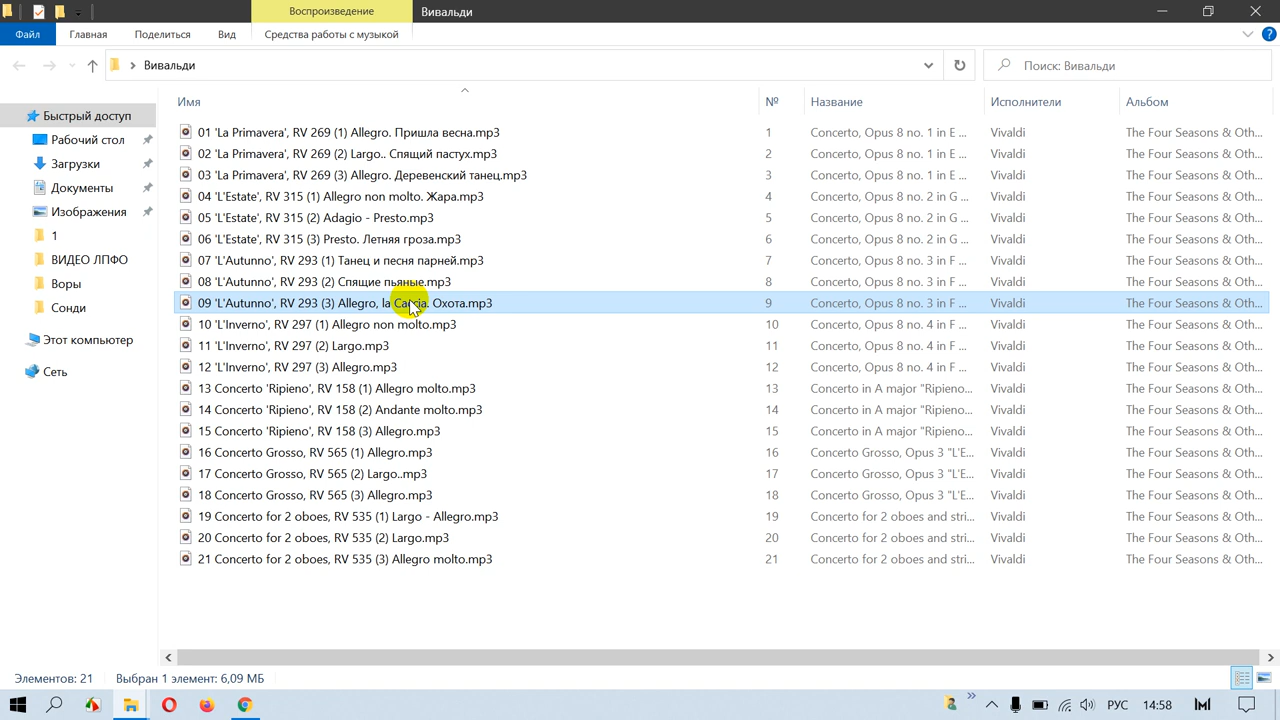 Воспроизведение
Вивальди
Файл
Главная
Поделиться
Вид
Средства работы с музыкой
Вивальди
Поиск: Вивальди
Быстрый доступ
Рабочий стол
Загрузки
Документы
Изображения
1
ВИДЕО ЛПФО
Воры
Сонди
Этот компьютер
Сеть
Имя № Название Исполнители Альбом
01 'La Primavera', RV 269 (1) Allegro. Пришла весна.mp3 1 Concerto, Opus 8 no. 1 in E ... Vivaldi The Four Seasons & Oth...
02 'La Primavera', RV 269 (2) Largo.. Спящий пастух.mp3 2 Concerto, Opus 8 no. 1 in E ... Vivaldi The Four Seasons & Oth...
03 'La Primavera', RV 269 (3) Allegro. Деревенский танец.mp3 3 Concerto, Opus 8 no. 1 in E ... Vivaldi The Four Seasons & Oth...
04 'L'Estate', RV 315 (1) Allegro non molto. Жара.mp3 4 Concerto, Opus 8 no. 2 in G ... Vivaldi The Four Seasons & Oth...
05 'L'Estate', RV 315 (2) Adagio - Presto.mp3 5 Concerto, Opus 8 no. 2 in G ... Vivaldi The Four Seasons & Oth...
06 'L'Estate', RV 315 (3) Presto. Летняя гроза.mp3 6 Concerto, Opus 8 no. 2 in G ... Vivaldi The Four Seasons & Oth...
07 'L'Autunno', RV 293 (1) Танец и песня парней.mp3 7 Concerto, Opus 8 no. 3 in F ... Vivaldi The Four Seasons & Oth...
08 'L'Autunno', RV 293 (2) Спящие пьяные.mp3 8 Concerto, Opus 8 no. 3 in F ... Vivaldi The Four Seasons & Oth...
09 'L'Autunno', RV 293 (3) Allegro, la Caccia. Охота.mp3 9 Concerto, Opus 8 no. 3 in F ... Vivaldi The Four Seasons & Oth...
10 'L'Inverno', RV 297 (1) Allegro non molto.mp3 10 Concerto, Opus 8 no. 4 in F ... Vivaldi The Four Seasons & Oth...
11 'L'Inverno', RV 297 (2) Largo.mp3 11 Concerto, Opus 8 no. 4 in F ... Vivaldi The Four Seasons & Oth...
12 'L'Inverno', RV 297 (3) Allegro.mp3 12 Concerto, Opus 8 no. 4 in F ... Vivaldi The Four Seasons & Oth...
13 Concerto 'Ripieno', RV 158 (1) Allegro molto.mp3 13 Concerto in A major "Ripieno... Vivaldi The Four Seasons & Oth...
14 Concerto 'Ripieno', RV 158 (2) Andante molto.mp3 14 Concerto in A major "Ripieno... Vivaldi The Four Seasons & Oth...
15 Concerto 'Ripieno', RV 158 (3) Allegro.mp3 15 Concerto in A major "Ripieno... Vivaldi The Four Seasons & Oth...
16 Concerto Grosso, RV 565 (1) Allegro.mp3 16 Concerto Grosso, Opus 3 "L'E... Vivaldi The Four Seasons & Oth...
17 Concerto Grosso, RV 565 (2) Largo..mp3 17 Concerto Grosso, Opus 3 "L'E... Vivaldi The Four Seasons & Oth...
18 Concerto Grosso, RV 565 (3) Allegro.mp3 18 Concerto Grosso, Opus 3 "L'E... Vivaldi The Four Seasons & Oth...
19 Concerto for 2 oboes, RV 535 (1) Largo - Allegro.mp3 19 Concerto for 2 oboes and stri... Vivaldi The Four Seasons & Oth...
20 Concerto for 2 oboes, RV 535 (2) Largo.mp3 20 Concerto for 2 oboes and stri... Vivaldi The Four Seasons & Oth...
21 Concerto for 2 oboes, RV 535 (3) Allegro molto.mp3 21 Concerto for 2 oboes and stri... Vivaldi The Four Seasons & Oth...
Элементов: 21 Выбран 1 элемент: 6,09 МБ
РУС 14:58